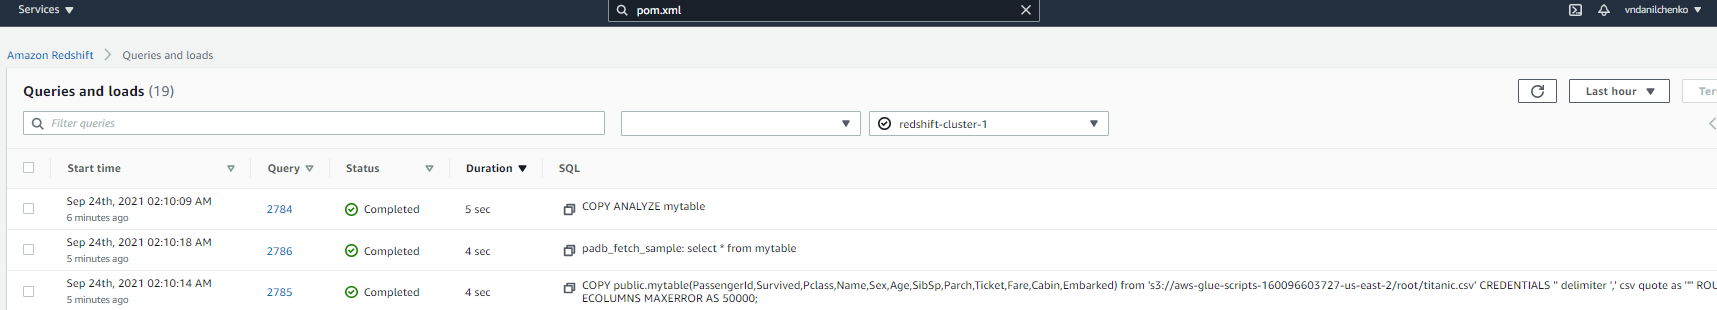 Services
pom.xml
vndanilchenko
Amazon Redshift
Queries and loads
Queries and loads (19)
Last hour
Ter
Filter queries
redshift-cluster-1
Start time
Query
Status
Duration
SQL
Sep 24th, 2021 02:10:09 AM
6 minutes ago
2784
Completed
5 sec
COPY ANALYZE mytable
Sep 24th, 2021 02:10:18 AM
5 minutes ago
2786
Completed
4 sec
padb_fetch_sample: select * from mytable
Sep 24th, 2021 02:10:14 AM
5 minutes ago
2785
Completed
4 sec
COPY public.mytable(PassengerId,Survived,Pclass,Name,Sex,Age,SibSp,Parch,Ticket,Fare,Cabin,Embarked) from 's3://aws-glue-scripts-160096603727-us-east-2/root/titanic.csv' CREDENTIALS '' delimiter ',' csv quote as '"' ROU
ECOLUMNS MAXERROR AS 50000;